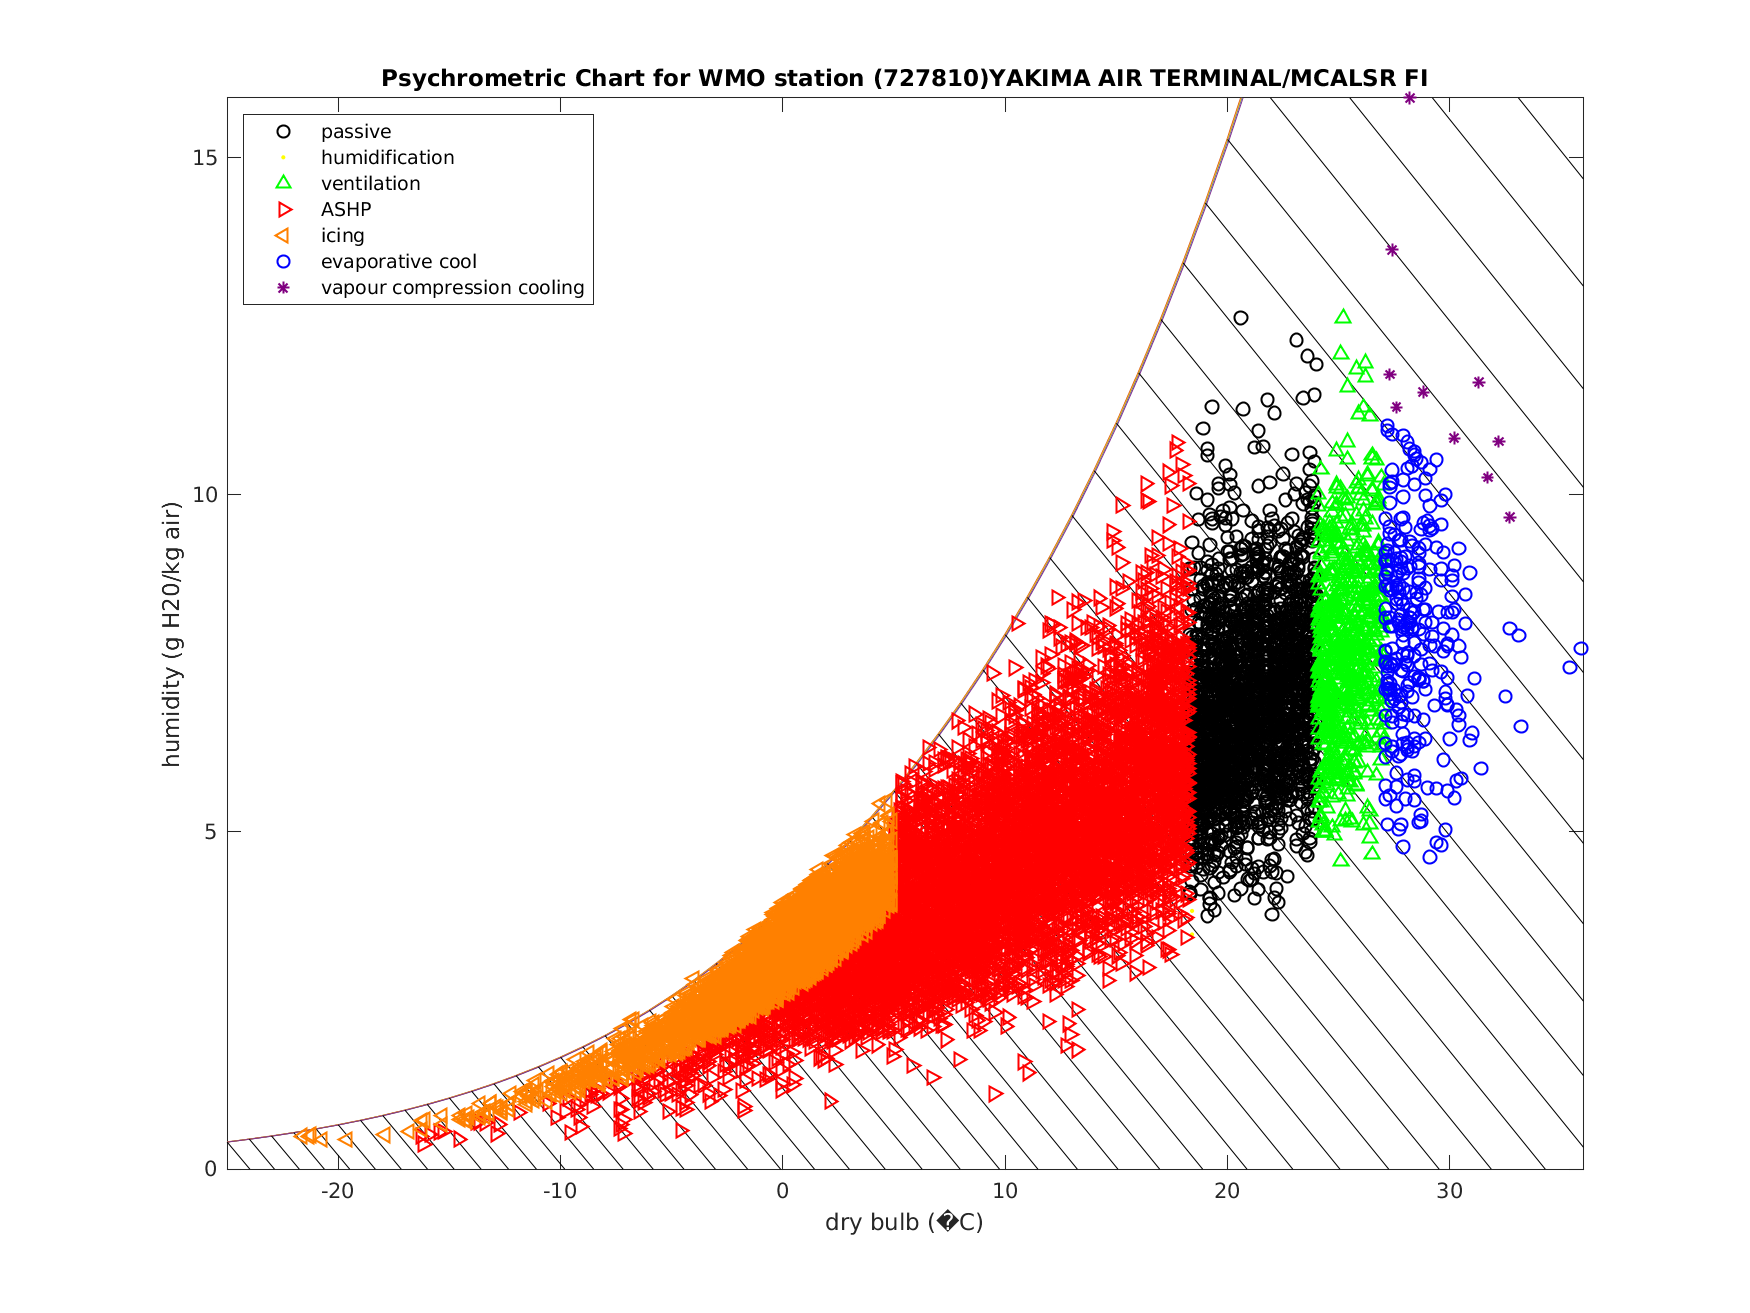 Psychrometric Chart for WMO station (727810)YAKIMA AIR TERMINAL/MCALSR FI
passive
humidification
ventilation
ASHP
icing
evaporative cool
vapour compression cooling
humidity (g H20/kg air)
15
10
5
0
-20
-10
0
10
20
30
dry bulb (�C)